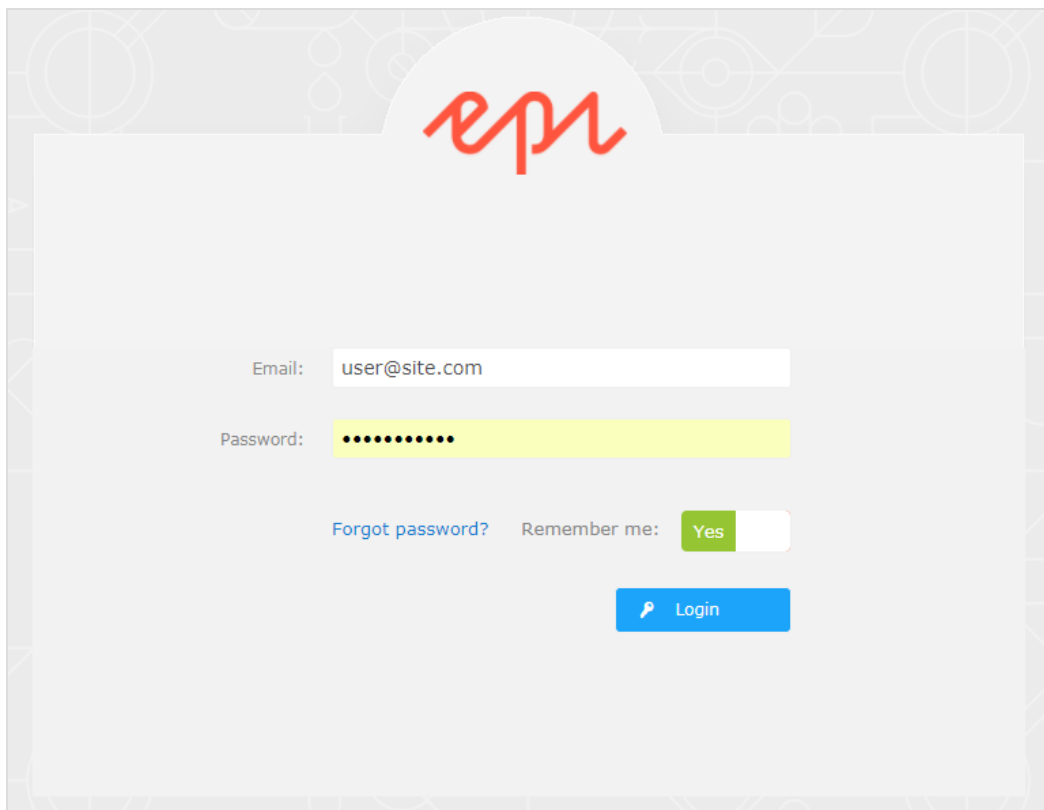 epi
Email: user@site.com
Password: •••••••••••
Forgot password? Remember me: Yes
Login